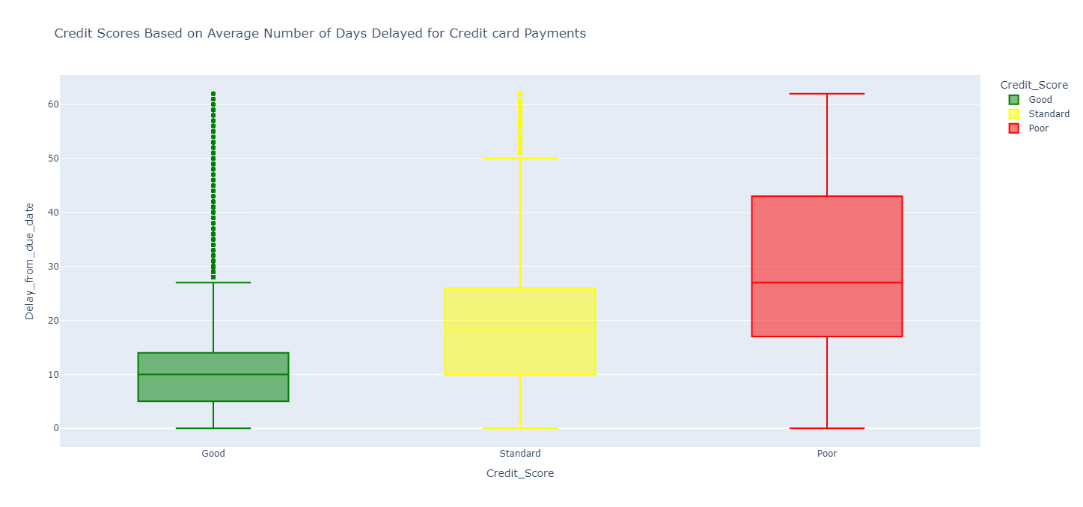 Credit Scores Based on Average Number of Days Delayed for Credit card Payments
Credit_Score
Good
Standard
Poor
Delay_from_due_date
60
50
40
30
20
10
0
Good Standard Poor
Credit_Score